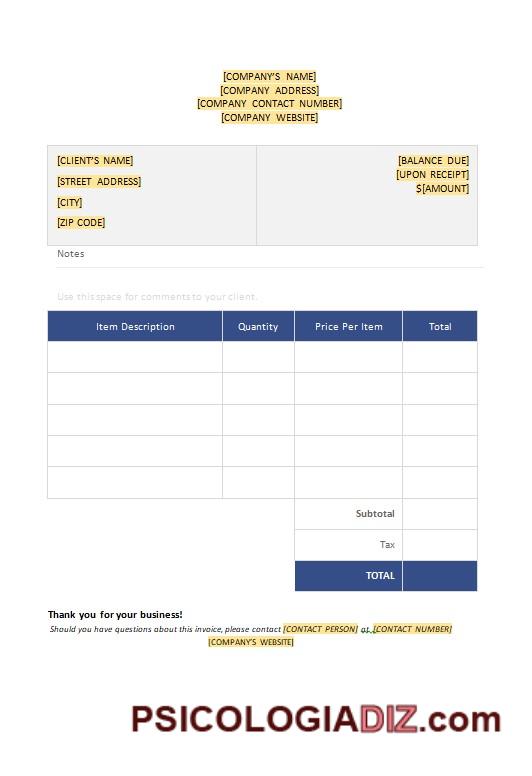 [COMPANY'S NAME]
[COMPANY ADDRESS]
[COMPANY CONTACT NUMBER]
[COMPANY WEBSITE]
[CLIENT'S NAME]
[STREET ADDRESS]
[CITY]
[ZIP CODE]
[BALANCE DUE]
[UPON RECEIPT]
$[AMOUNT]
Notes
Use this space for comments to your client.
Item Description Quantity Price Per Item Total
Subtotal
Tax
TOTAL
Thank you for your business!
Should you have questions about this invoice, please contact [CONTACT PERSON] at [CONTACT NUMBER]
[COMPANY'S WEBSITE]
PSICOLOGIADIZ.com